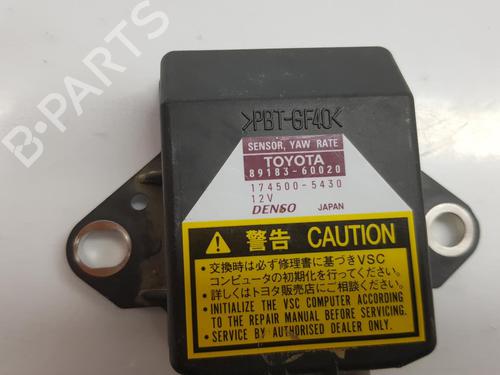 >PBT-GF40<
SENSOR, YAW RATE
TOYOTA
89183-60020
174500-5430
12V
DENSO JAPAN
警告 CAUTION
・交換時は必ず修理書に基づきVSC
コンピュータの初期化を行ってください。
・詳しくはトヨタ販売店にご相談ください。
・INITIALIZE THE VSC COMPUTER ACCORDING
TO THE REPAIR MANUAL BEFORE SERVICING.
・SERVICE BY AUTHORISED DEALER ONLY.
B-PARTS